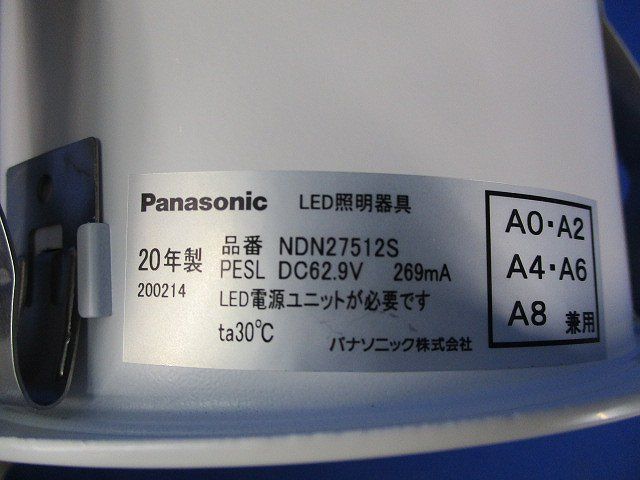 Panasonic LED照明器具
20年製 品番 NDN27512S
200214 PESL DC62.9V 269mA
LED電源ユニットが必要です
ta30℃ パナソニック株式会社
A0・A2
A4・A6
A8 兼用